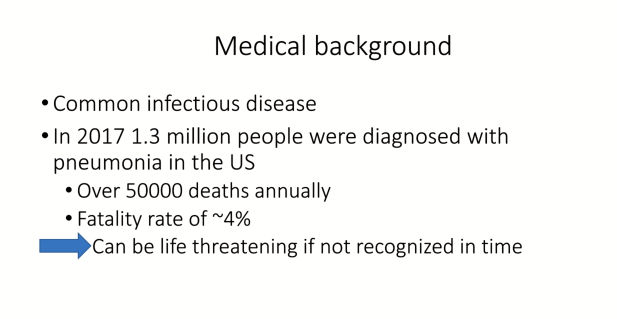 Medical background
• Common infectious disease
• In 2017 1.3 million people were diagnosed with
pneumonia in the US
• Over 50000 deaths annually
• Fatality rate of ~4%
Can be life threatening if not recognized in time